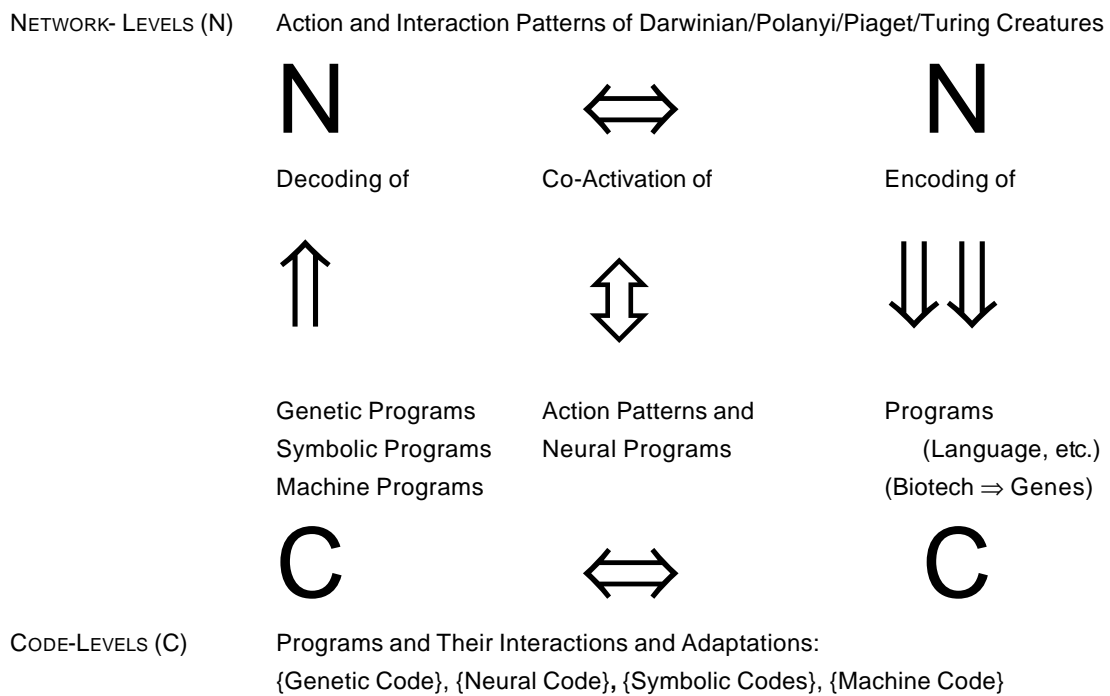 NETWORK- LEVELS (N) Action and Interaction Patterns of Darwinian/Polanyi/Piaget/Turing Creatures
N ⇔ N
Decoding of Co-Activation of Encoding of
Genetic Programs Action Patterns and Programs
Symbolic Programs Neural Programs (Language, etc.)
Machine Programs (Biotech ⇒ Genes)
C ⇔ C
CODE-LEVELS (C) Programs and Their Interactions and Adaptations:
{Genetic Code}, {Neural Code}, {Symbolic Codes}, {Machine Code}